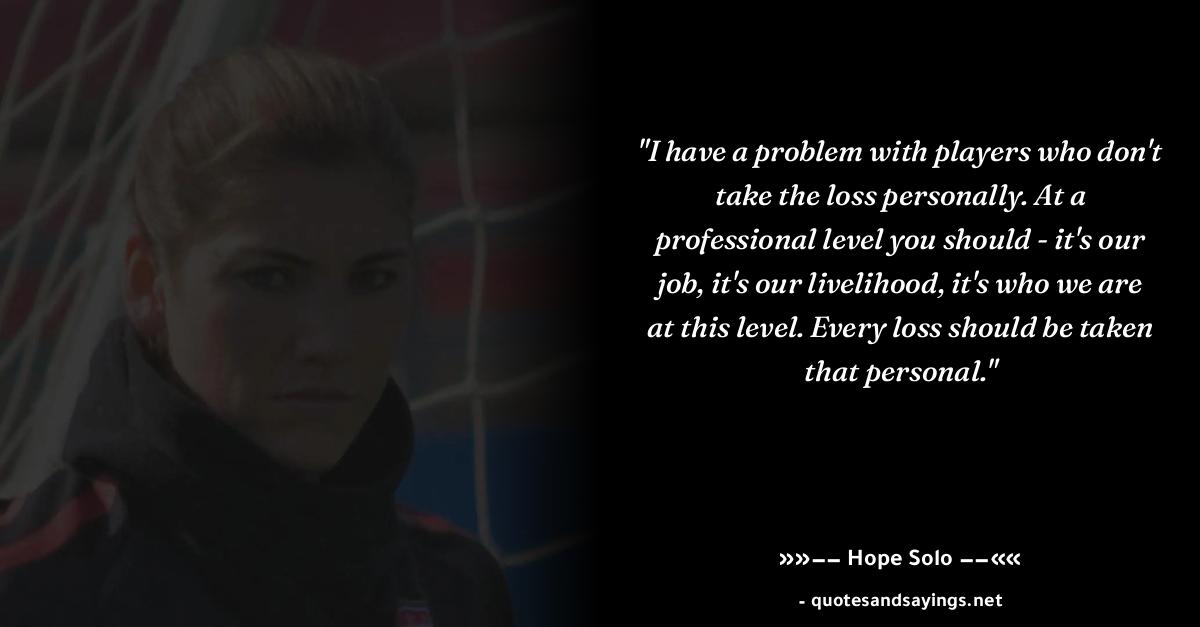 "I have a problem with players who don't
take the loss personally. At a
professional level you should - it's our
job, it's our livelihood, it's who we are
at this level. Every loss should be taken
that personal."
»»–– Hope Solo ––««
- quotesandsayings.net